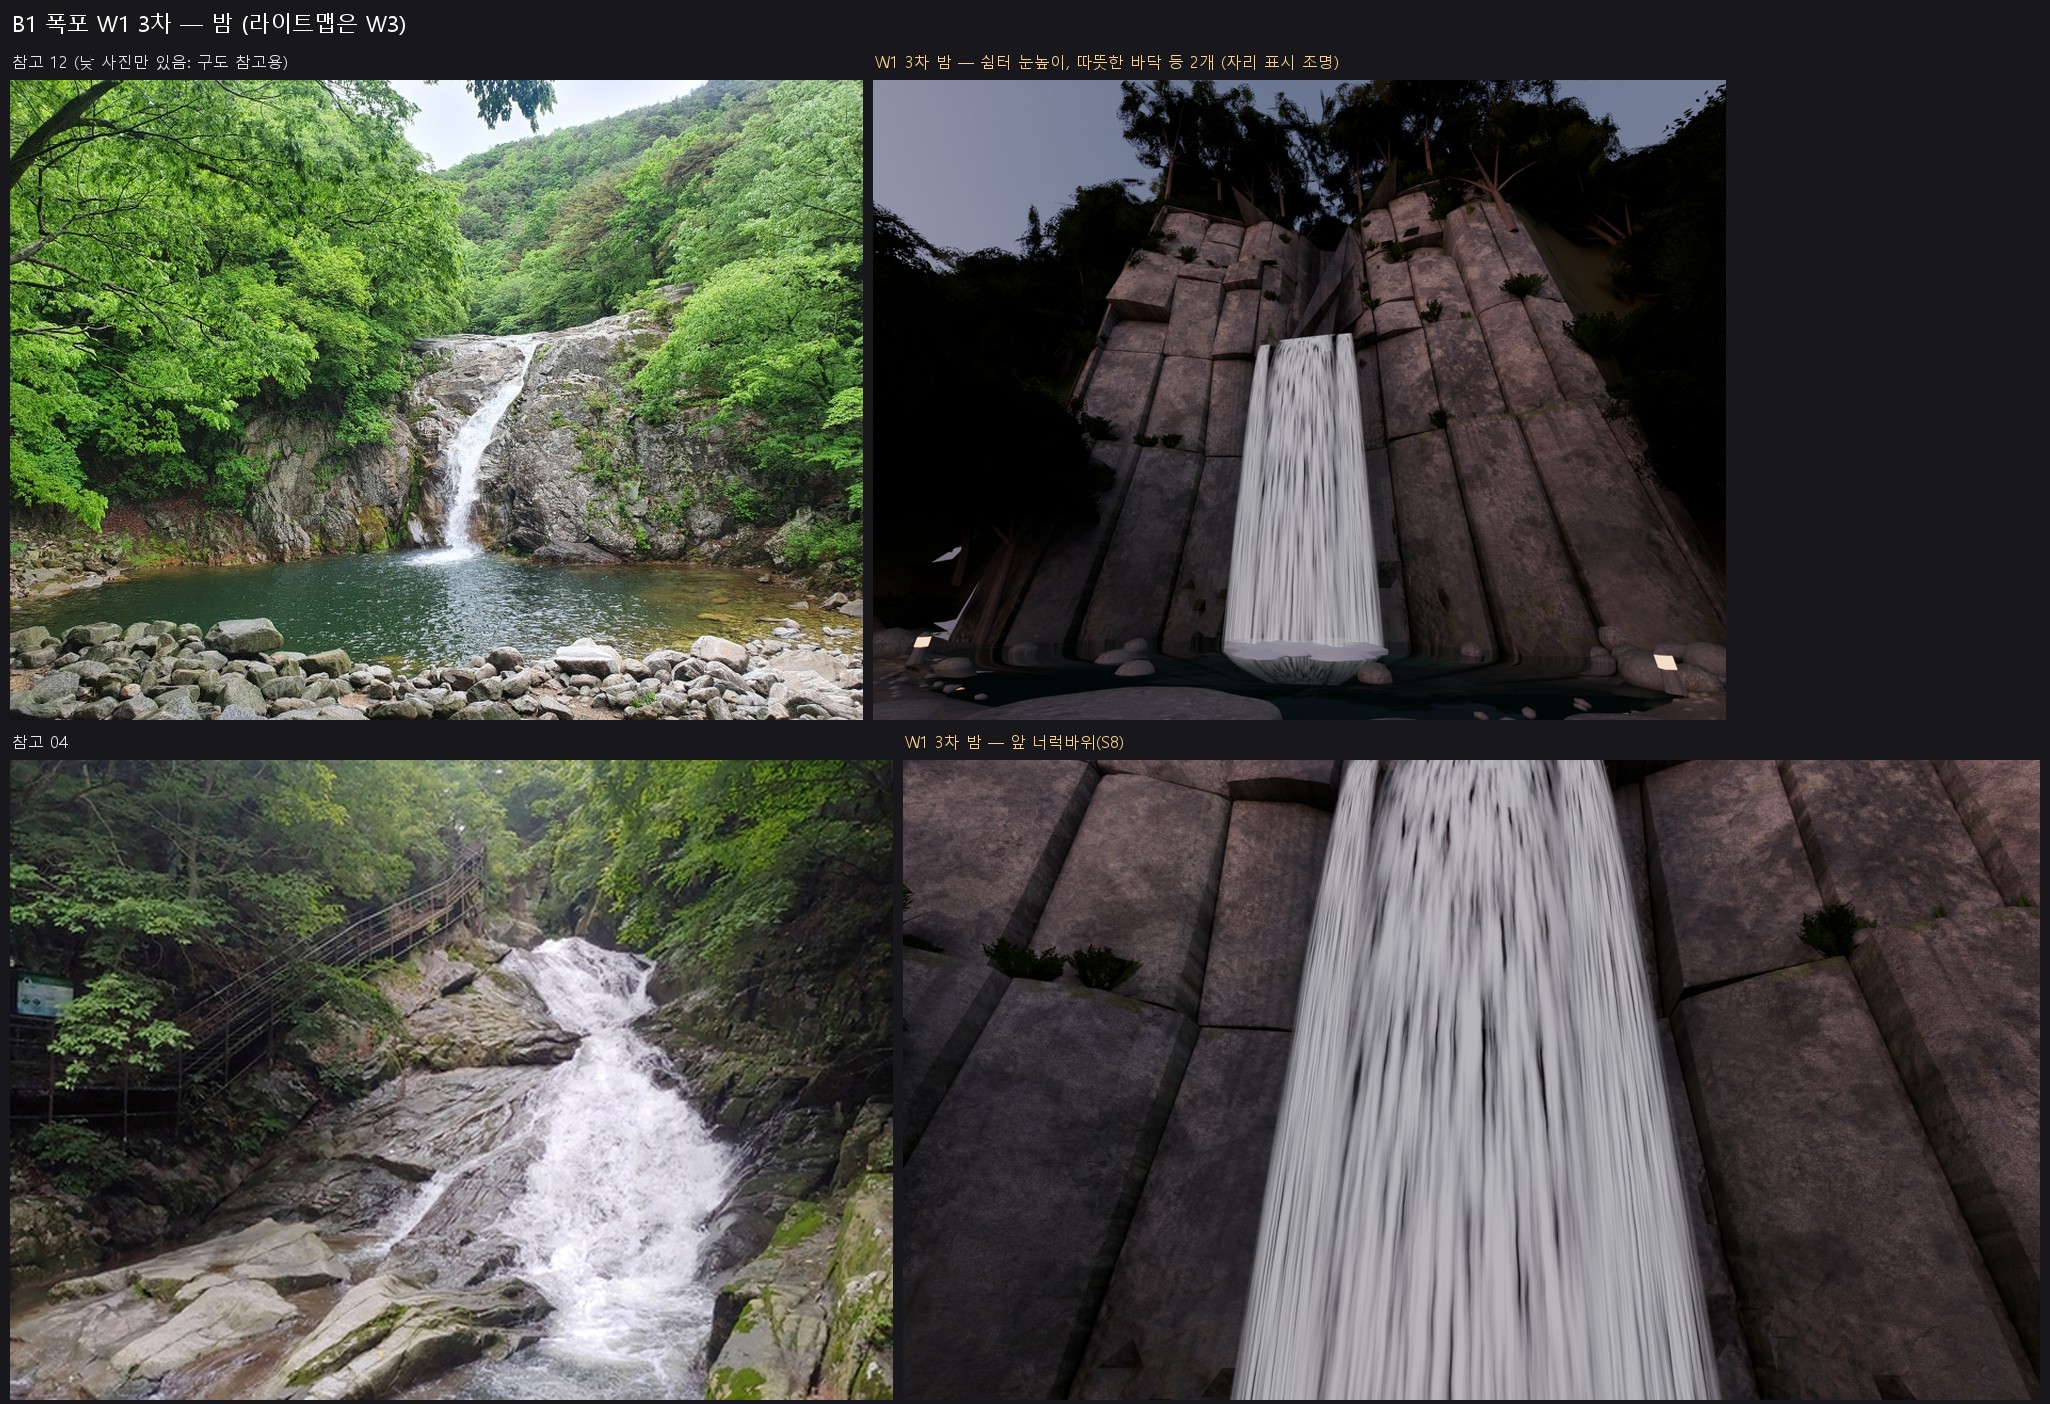 B1 폭포 W1 3차 — 밤 (라이트맵은 W3)
참고 12 (낮 사진만 있음: 구도 참고용)
W1 3차 밤 — 쉼터 눈높이, 따뜻한 바닥 등 2개 (자리 표시 조명)
참고 04
W1 3차 밤 — 앞 너럭바위(S8)